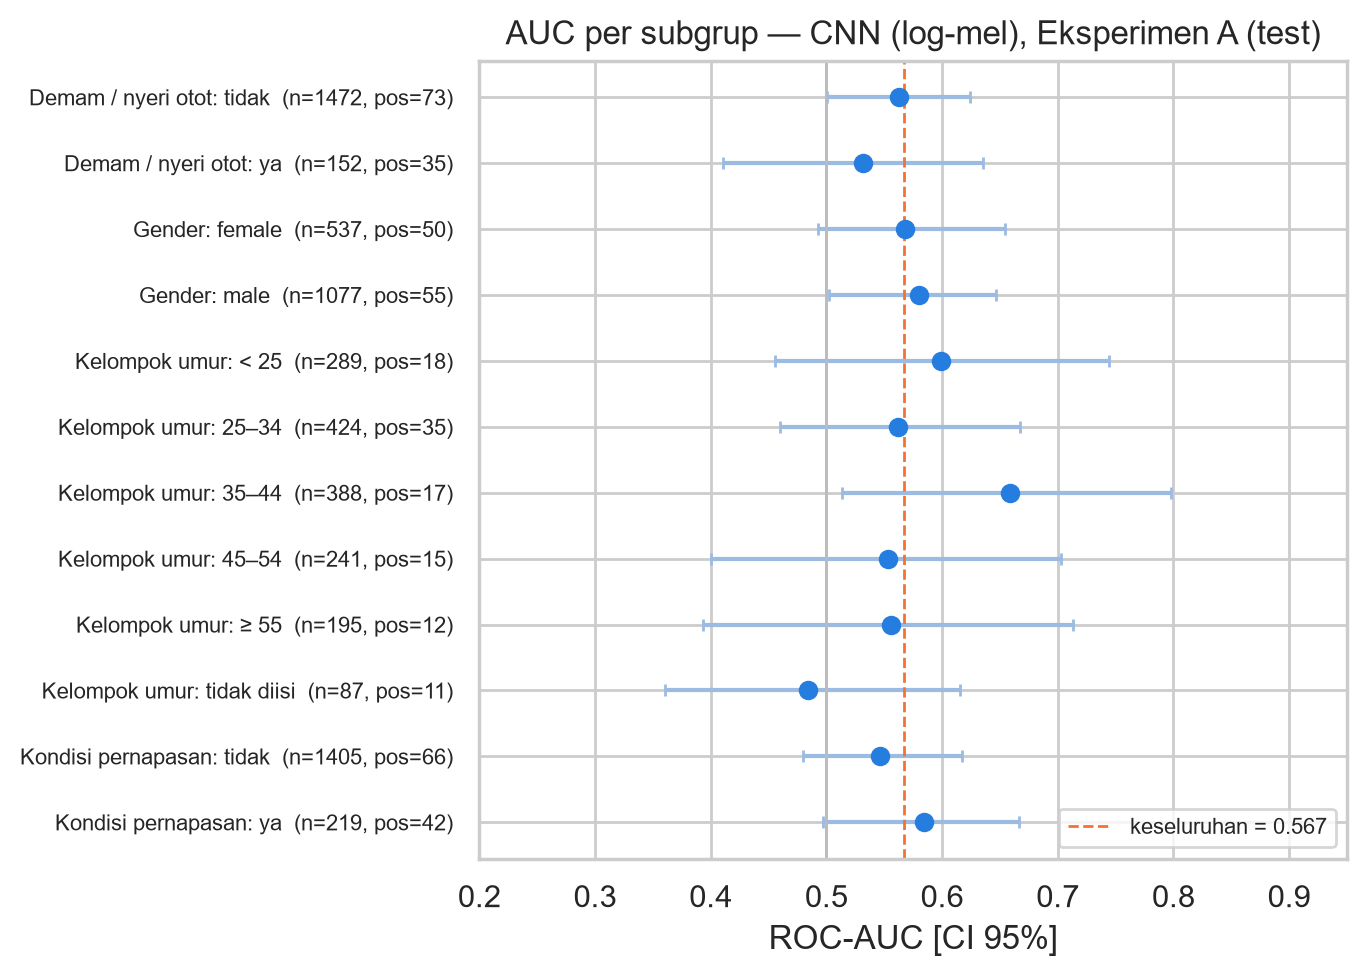 AUC per subgrup — CNN (log-mel), Eksperimen A (test)
Demam / nyeri otot: tidak (n=1472, pos=73)
Demam / nyeri otot: ya (n=152, pos=35)
Gender: female (n=537, pos=50)
Gender: male (n=1077, pos=55)
Kelompok umur: < 25 (n=289, pos=18)
Kelompok umur: 25–34 (n=424, pos=35)
Kelompok umur: 35–44 (n=388, pos=17)
Kelompok umur: 45–54 (n=241, pos=15)
Kelompok umur: ≥ 55 (n=195, pos=12)
Kelompok umur: tidak diisi (n=87, pos=11)
Kondisi pernapasan: tidak (n=1405, pos=66)
Kondisi pernapasan: ya (n=219, pos=42)
keseluruhan = 0.567
0.2 0.3 0.4 0.5 0.6 0.7 0.8 0.9
ROC-AUC [CI 95%]